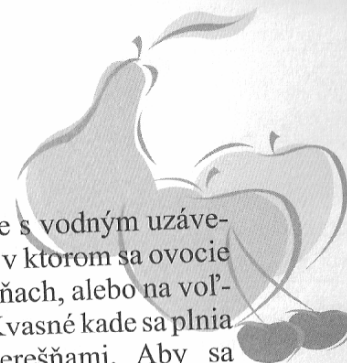 e s vodným uzáve-
v ktorom sa ovocie
ňach, alebo na voľ-
Kvasné kade sa plnia
erešňami. Aby sa